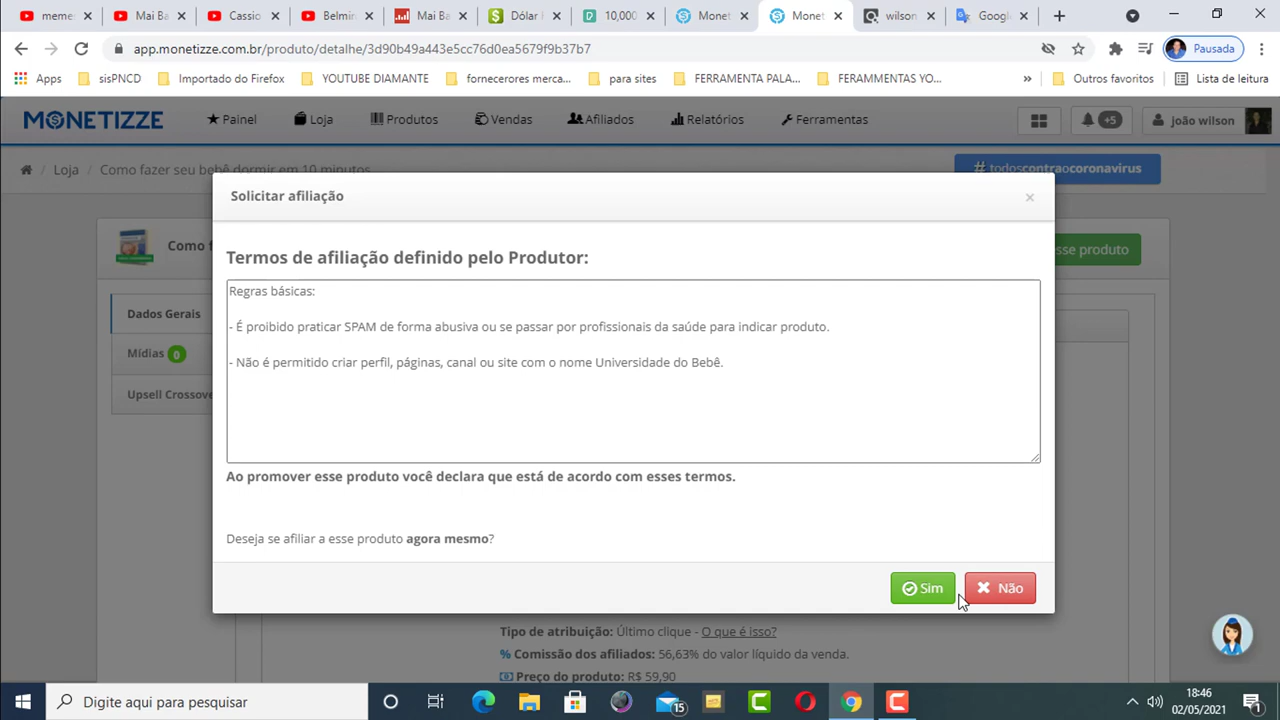 meme
Mai Ba
Cassio
Belmir
Mai Ba
Dólar
10,000
Monet
Monet
wilson
Google
app.monetizze.com.br/produto/detalhe/3d90b49a443e5cc76d0ea5679f9b37b7
Pausada
Apps
sisPNCD
Importado do Firefox
YOUTUBE DIAMANTE
fornecerores merca...
para sites
FERRAMENTA PALA...
FERAMMENTAS YO...
»
Outros favoritos
Lista de leitura
MONETIZZE
Painel
Loja
Produtos
Vendas
Afiliados
Relatórios
Ferramentas
+5
joão wilson
/ Loja / Como fazer seu bebê dormir em 10 minutos
# todoscontraocoronavirus
Solicitar afiliação
×
Como f
sse produto
Termos de afiliação definido pelo Produtor:
Regras básicas:
- É proibido praticar SPAM de forma abusiva ou se passar por profissionais da saúde para indicar produto.
- Não é permitido criar perfil, páginas, canal ou site com o nome Universidade do Bebê.
Dados Gerais
Mídias 0
Upsell Crossove
Ao promover esse produto você declara que está de acordo com esses termos.
Deseja se afiliar a esse produto agora mesmo?
Sim
Não
Tipo de atribuição: Último clique - O que é isso?
% Comissão dos afiliados: 56,63% do valor líquido da venda.
Preço do produto: R$ 59,90
Digite aqui para pesquisar
15
18:46
02/05/2021
1